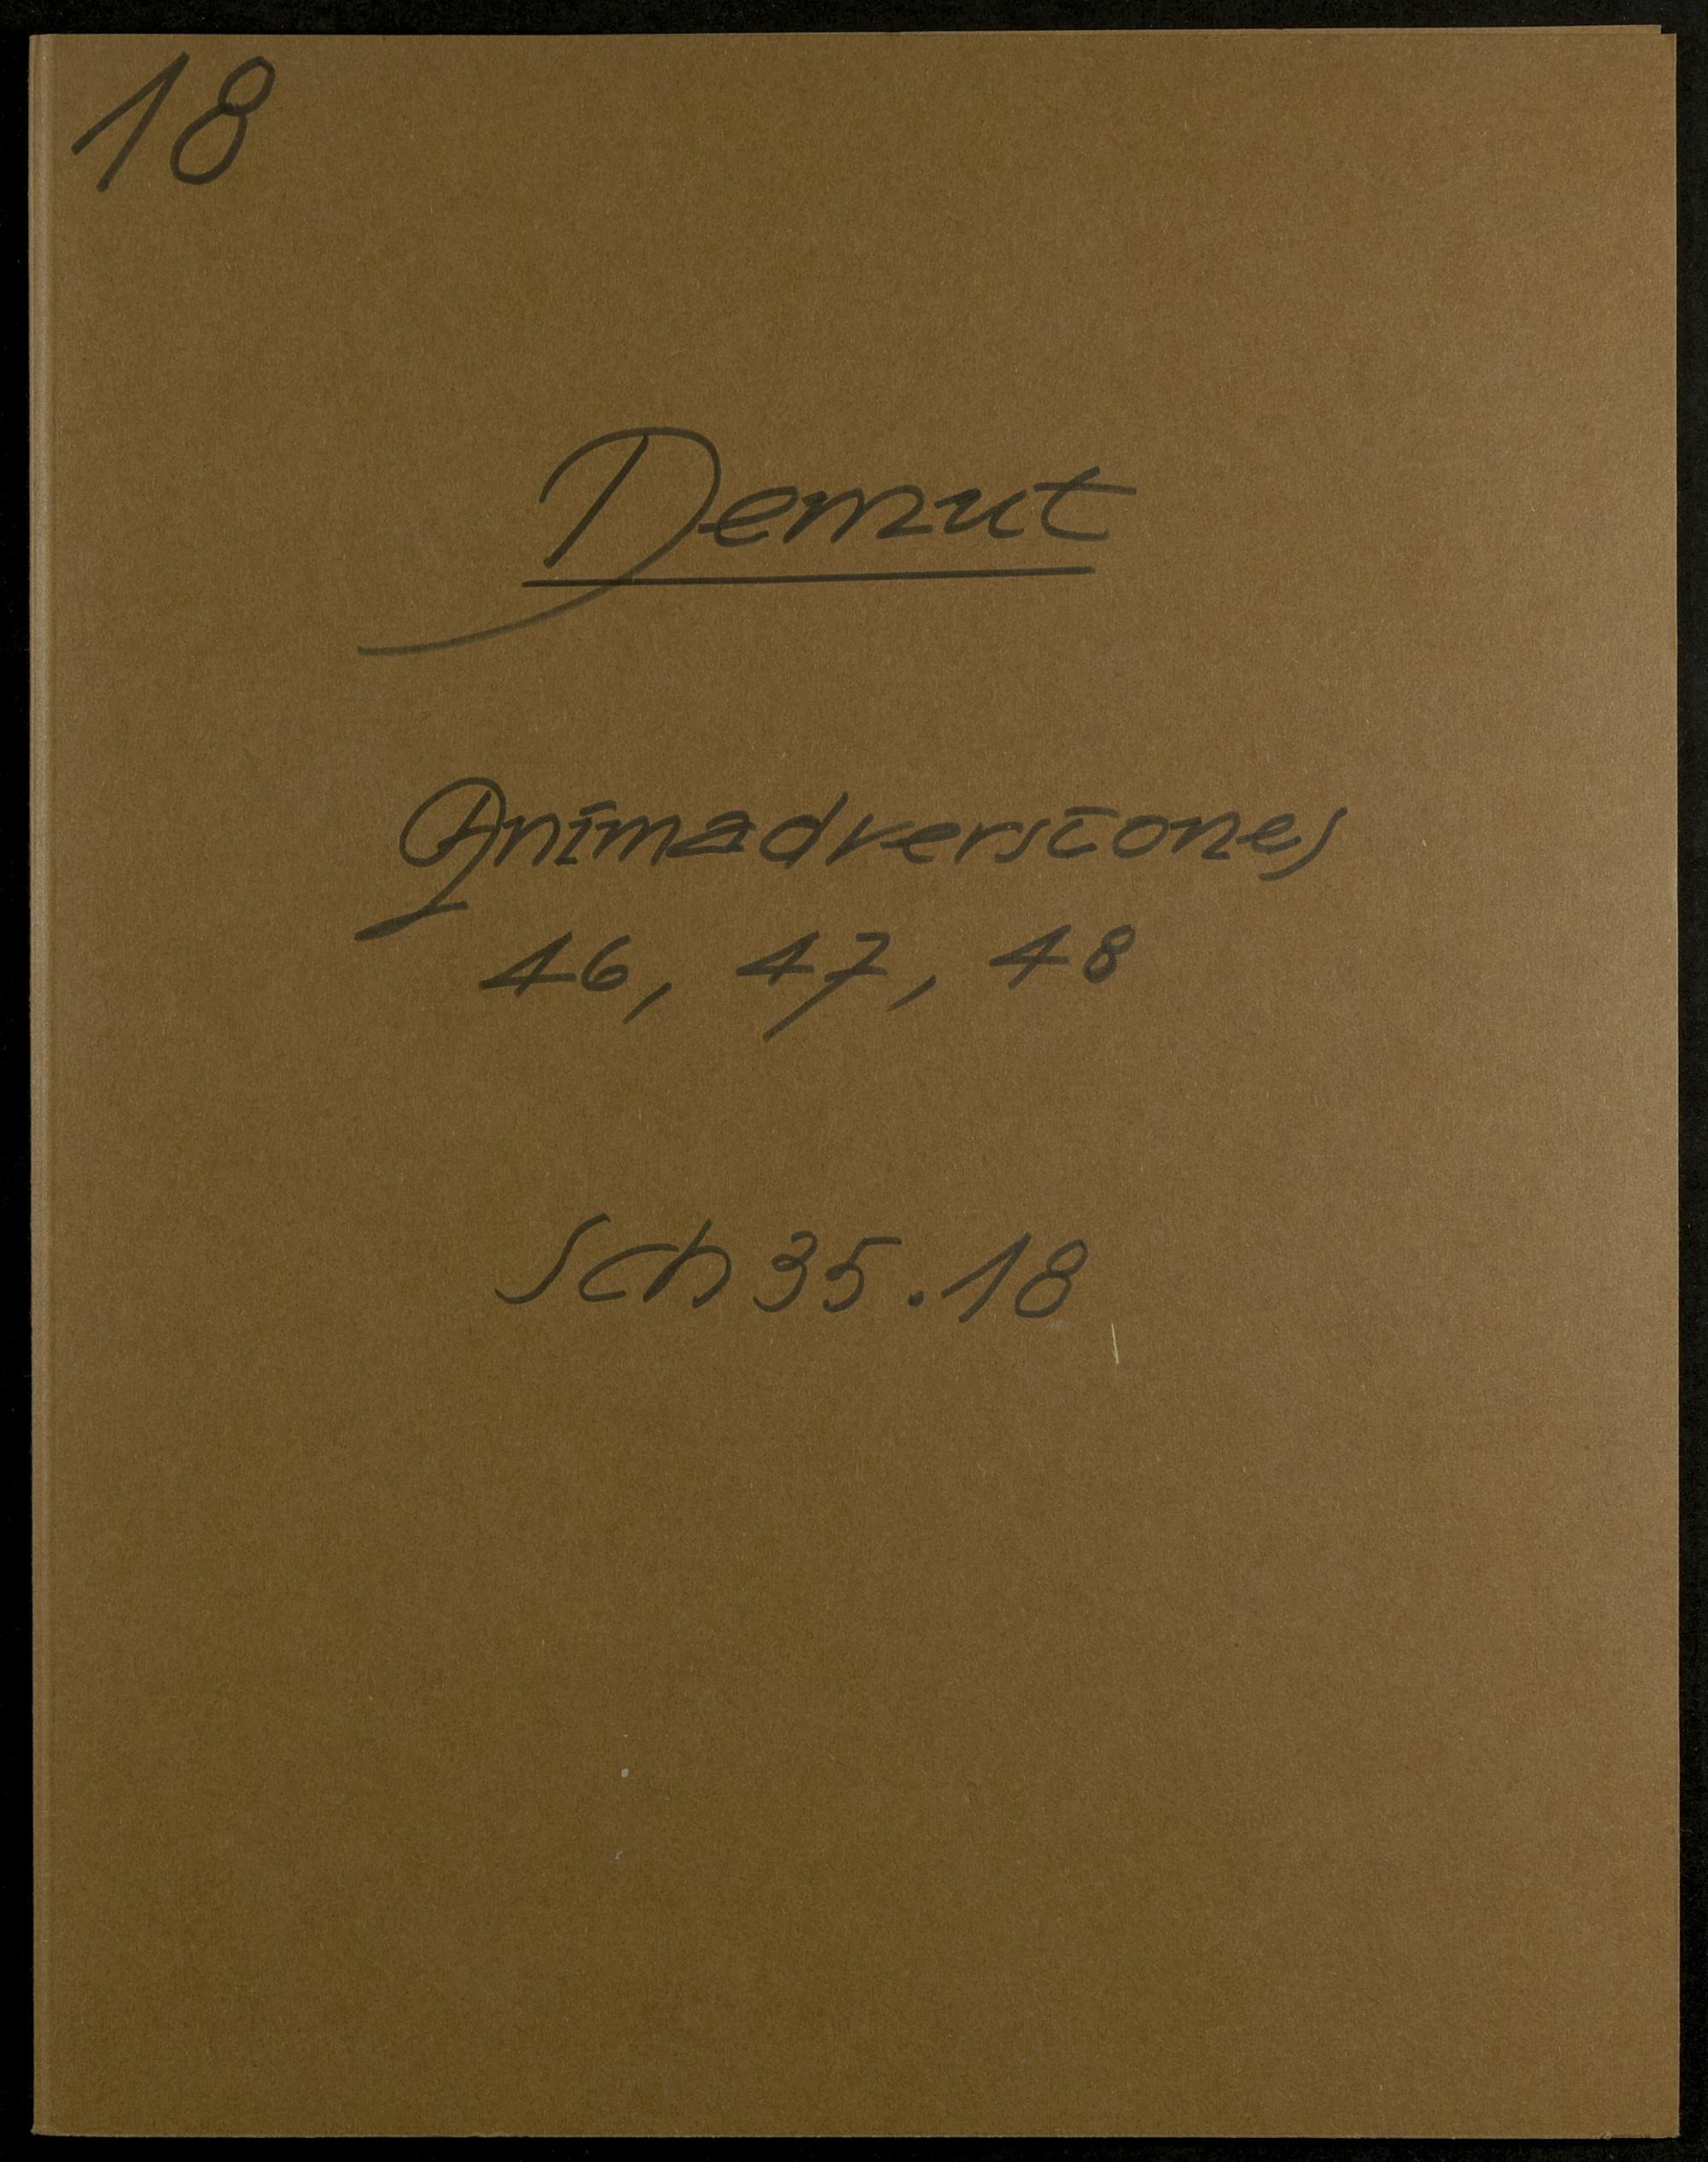 18
Demut
Animadversiones
46, 47, 48
Sch 35.18